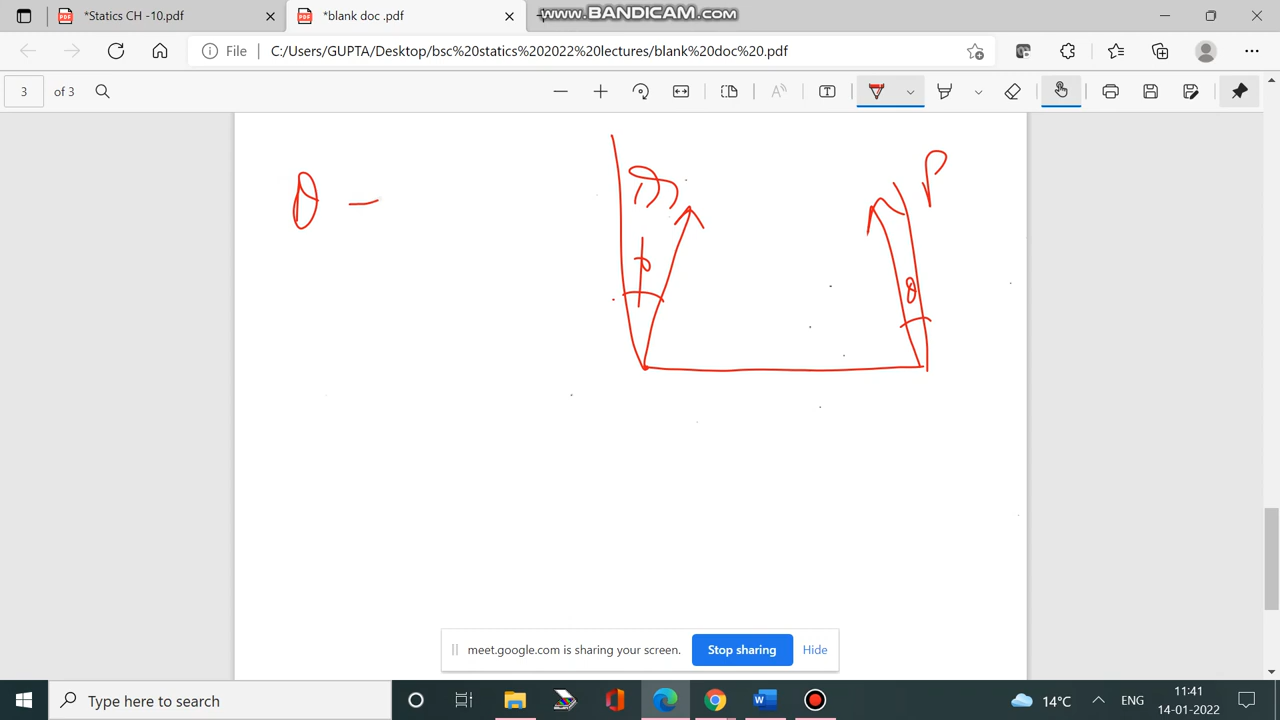 *Statics CH -10.pdf
*blank doc .pdf
www.BANDICAM.com
File
C:/Users/GUPTA/Desktop/bsc%20statics%202022%20lectures/blank%20doc%20.pdf
3 of 3
P
θ -
φ
θ
meet.google.com is sharing your screen.
Stop sharing
Hide
Type here to search
14°C
ENG
11:41
14-01-2022